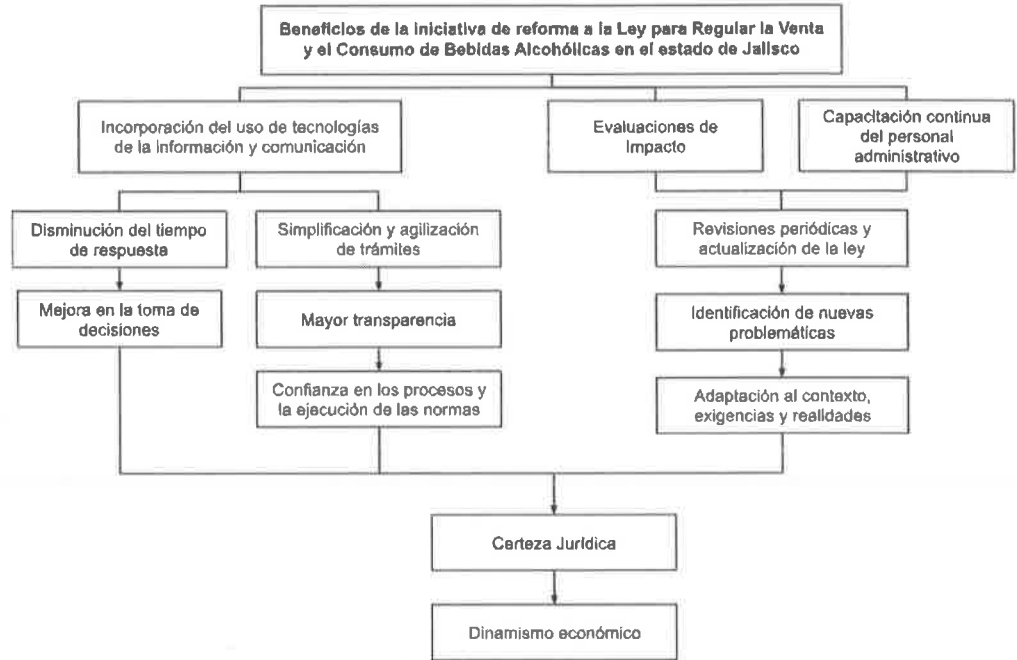 Beneficios de la iniciativa de reforma a la Ley para Regular la Venta
y el Consumo de Bebidas Alcohólicas en el estado de Jalisco
Incorporación del uso de tecnologías
de la información y comunicación
Evaluaciones de
Impacto
Capacitación continua
del personal
administrativo
Disminución del tiempo
de respuesta
Simplificación y agilización
de trámites
Revisiones periódicas y
actualización de la ley
Mejora en la toma de
decisiones
Mayor transparencia
Identificación de nuevas
problemáticas
Confianza en los procesos y
la ejecución de las normas
Adaptación al contexto,
exigencias y realidades
Certeza Jurídica
Dinamismo económico